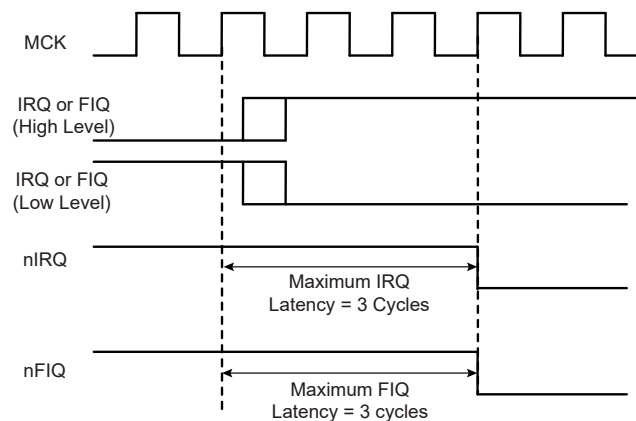 MCK
IRQ or FIQ
(High Level)
IRQ or FIQ
(Low Level)
nIRQ
Maximum IRQ
Latency = 3 Cycles
nFIQ
Maximum FIQ
Latency = 3 cycles